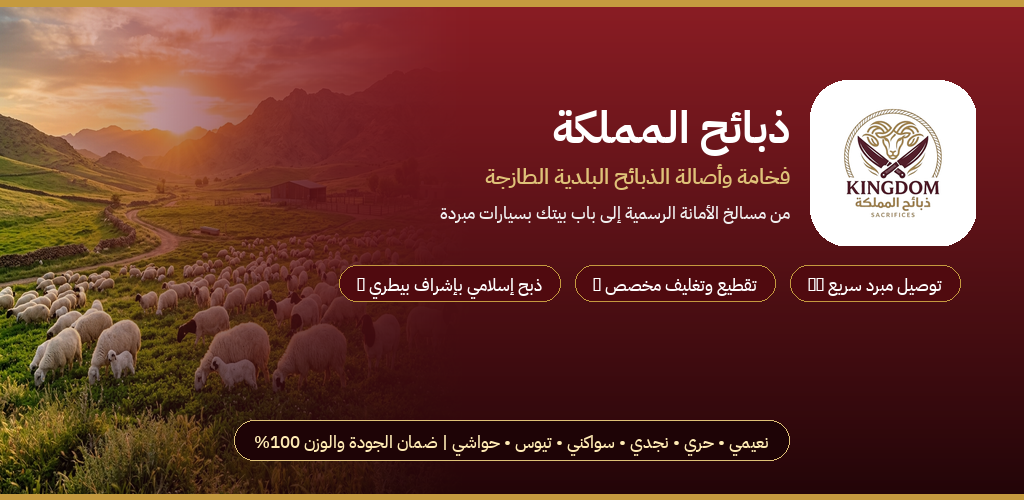 ذبائح المملكة
فخامة وأصالة الذبائح البلدية الطازجة
من مسالخ الأمانة الرسمية إلى باب بيتك بسيارات مبردة
KINGDOM
ذبائح المملكة
SACRIFICES
توصيل مبرد سريع
تقطيع وتغليف مخصص
ذبح إسلامي بإشراف بيطري
نعيمي • حري • نجدي • سواكني • تيوس • حواشي | ضمان الجودة والوزن 100%